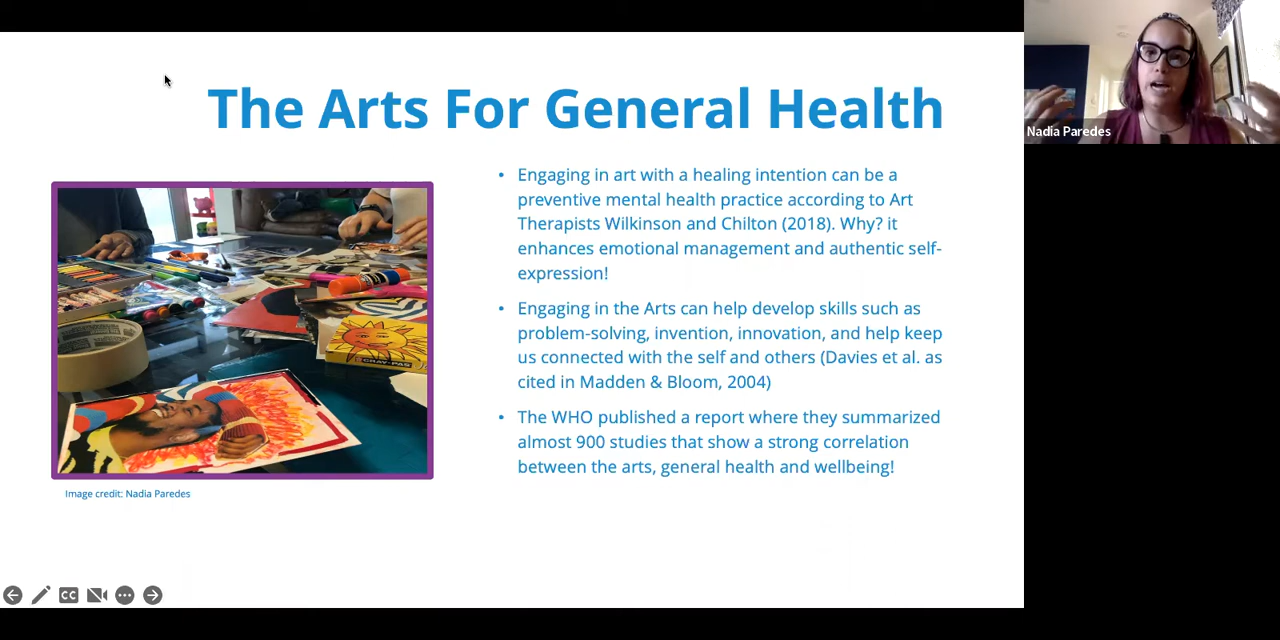 The Arts For General Health
Nadia Paredes
• Engaging in art with a healing intention can be a
preventive mental health practice according to Art
Therapists Wilkinson and Chilton (2018). Why? it
enhances emotional management and authentic self-
expression!
• Engaging in the Arts can help develop skills such as
problem-solving, invention, innovation, and help keep
us connected with the self and others (Davies et al. as
cited in Madden & Bloom, 2004)
• The WHO published a report where they summarized
almost 900 studies that show a strong correlation
between the arts, general health and wellbeing!
CRAY-PAS
Image credit: Nadia Paredes
CC